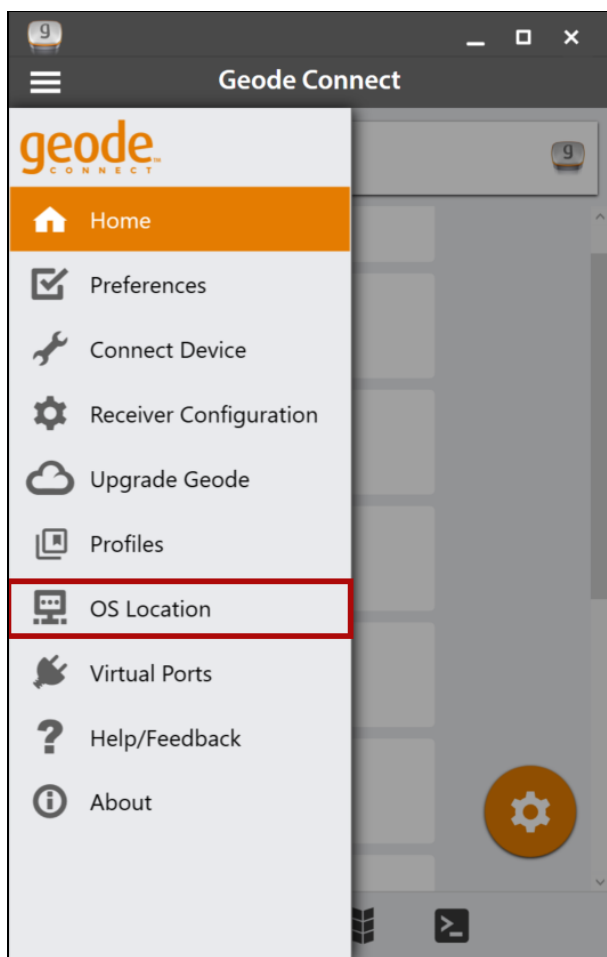 g
Geode Connect
geode™
CONNECT
g
Home
Preferences
Connect Device
Receiver Configuration
Upgrade Geode
Profiles
OS Location
Virtual Ports
Help/Feedback
About